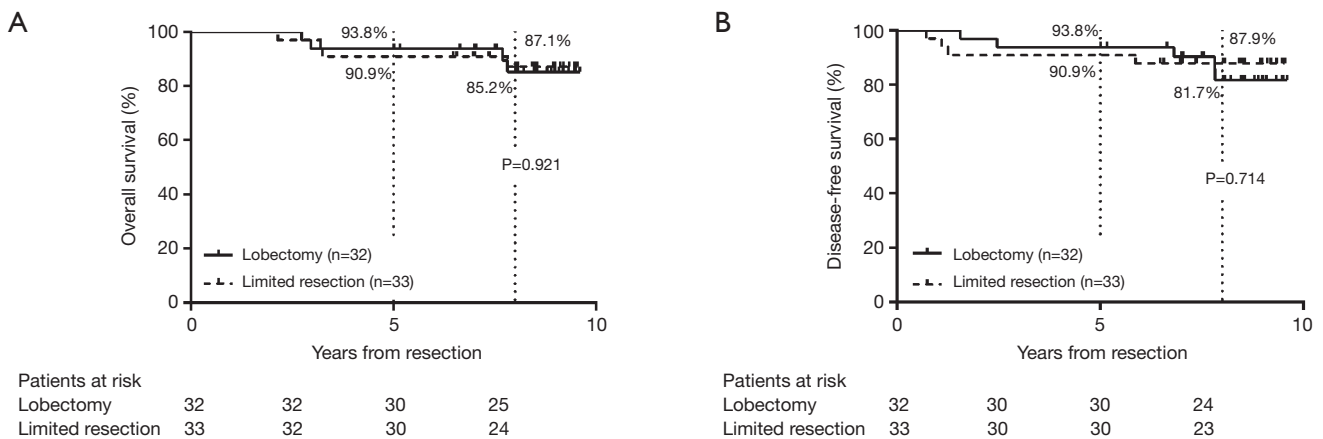 A
Overall survival (%)
100
80
60
40
20
0
93.8%
90.9%
87.1%
85.2%
P=0.921
Lobectomy (n=32)
Limited resection (n=33)
0 5 10
Years from resection
Patients at risk
Lobectomy 32 32 30 25
Limited resection 33 32 30 24
B
Disease-free survival (%)
100
80
60
40
20
0
93.8%
90.9%
87.9%
81.7%
P=0.714
Lobectomy (n=32)
Limited resection (n=33)
0 5 10
Years from resection
Patients at risk
Lobectomy 32 30 30 24
Limited resection 33 30 30 23